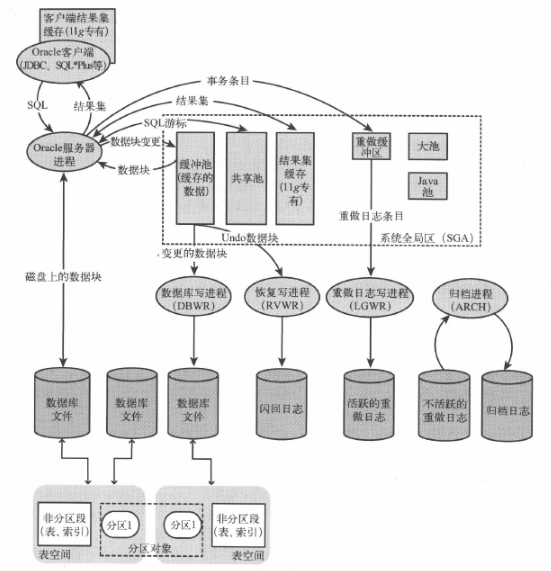 客户端结果集
缓存(11g专有)
Oracle客户端
(JDBC、SQL*Plus等)
SQL
结果集
事务条目
结果集
SQL游标
Oracle服务器
进程
数据块变更
数据块
缓冲池
(缓存的
数据)
共享池
结果集
缓存
(11g专
有)
重做缓
冲区
大池
Java
池
重做日志条目
Undo数据块
系统全局区（SGA）
变更的数据块
磁盘上的数据块
数据库写进程
(DBWR)
恢复写进程
(RVWR)
重做日志写进程
(LGWR)
归档进程
(ARCH)
数据库
文件
数据库
文件
数据库
文件
闪回日志
活跃的重
做日志
不活跃的
重做日志
归档日志
非分区段
(表、索引)
分区1
分区1
非分区段
(表、索引)
表空间
分区对象
表空间